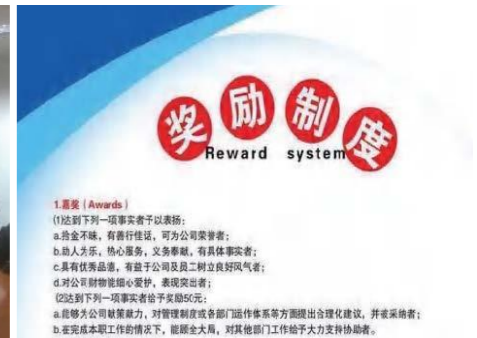 奖励制度
Reward system
1.嘉奖（Awards）
⑴达到下列一项事实者予以表扬；
a.拾金不昧，有善行佳话，可为公司荣誉者；
b.助人为乐，热心服务，义务奉献，有具体事实者；
c.具有优秀品德，有益于公司及员工树立良好风气者；
d.对公司财物能细心爱护，表现突出者；
⑵达到下列一项事实者给予奖励50元；
a.能够为公司献策献力，对管理制度或各部门运作体系等方面提出合理化建议，并被采纳者；
b.在完成本职工作的情况下，能顾全大局，对其他部门工作给予大力支持协助者。